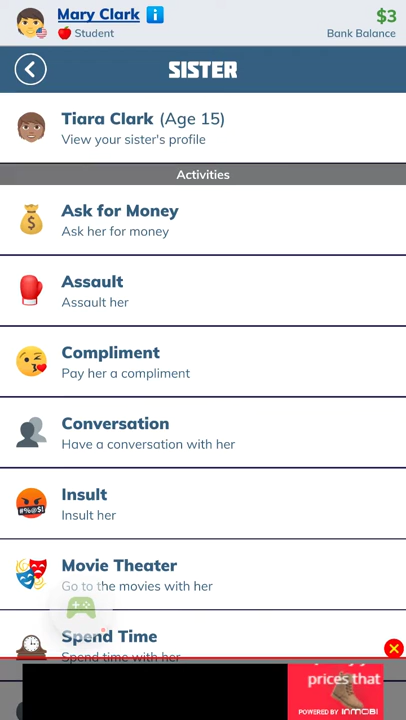 Mary Clark
$3
Student
Bank Balance
SISTER
Tiara Clark (Age 15)
View your sister's profile
Activities
Ask for Money
Ask her for money
Assault
Assault her
Compliment
Pay her a compliment
Conversation
Have a conversation with her
#%@$!
Insult
Insult her
Movie Theater
Go to the movies with her
Spend Time
Spend time with her
prices that
POWERED BY INMOBI